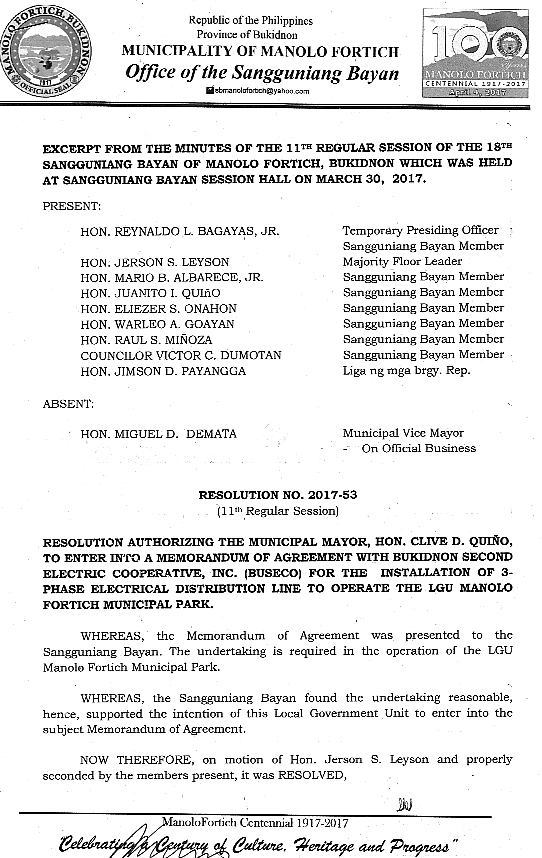 Republic of the Philippines
Province of Bukidnon
MUNICIPALITY OF MANOLO FORTICH
Office of the Sangguniang Bayan
sbmanolofortich@yahoo.com
MANOLO FORTICH, BUKIDNON
1917
OFFICIAL SEAL
100
Years
MANOLO FORTICH
CENTENNIAL 1917-2017
April 4, 2017
EXCERPT FROM THE MINUTES OF THE 11TH REGULAR SESSION OF THE 18TH
SANGGUNIANG BAYAN OF MANOLO FORTICH, BUKIDNON WHICH WAS HELD
AT SANGGUNIANG BAYAN SESSION HALL ON MARCH 30, 2017.
PRESENT:
HON. REYNALDO L. BAGAYAS, JR. Temporary Presiding Officer
Sangguniang Bayan Member
HON. JERSON S. LEYSON Majority Floor Leader
HON. MARIO B. ALBARECE, JR. Sangguniang Bayan Member
HON. JUANITO I. QUIñO Sangguniang Bayan Member
HON. ELIEZER S. ONAHON Sangguniang Bayan Member
HON. WARLEO A. GOAYAN Sangguniang Bayan Member
HON. RAUL S. MIÑOZA Sangguniang Bayan Member
COUNCILOR VICTOR C. DUMOTAN Sangguniang Bayan Member
HON. JIMSON D. PAYANGGA Liga ng mga brgy. Rep.
ABSENT:
HON. MIGUEL D. DEMATA Municipal Vice Mayor
- On Official Business
RESOLUTION NO. 2017-53
(11th Regular Session)
RESOLUTION AUTHORIZING THE MUNICIPAL MAYOR, HON. CLIVE D. QUIÑO,
TO ENTER INTO A MEMORANDUM OF AGREEMENT WITH BUKIDNON SECOND
ELECTRIC COOPERATIVE, INC. (BUSECO) FOR THE INSTALLATION OF 3-
PHASE ELECTRICAL DISTRIBUTION LINE TO OPERATE THE LGU MANOLO
FORTICH MUNICIPAL PARK.
WHEREAS, the Memorandum of Agreement was presented to the
Sangguniang Bayan. The undertaking is required in the operation of the LGU
Manolo Fortich Municipal Park.
WHEREAS, the Sangguniang Bayan found the undertaking reasonable,
hence, supported the intention of this Local Government Unit to enter into the
subject Memorandum of Agreement.
NOW THEREFORE, on motion of Hon. Jerson S. Leyson and properly
seconded by the members present, it was RESOLVED,
ManoloFortich Centennial 1917-2017
"Celebrating a Century of Culture, Heritage and Progress"